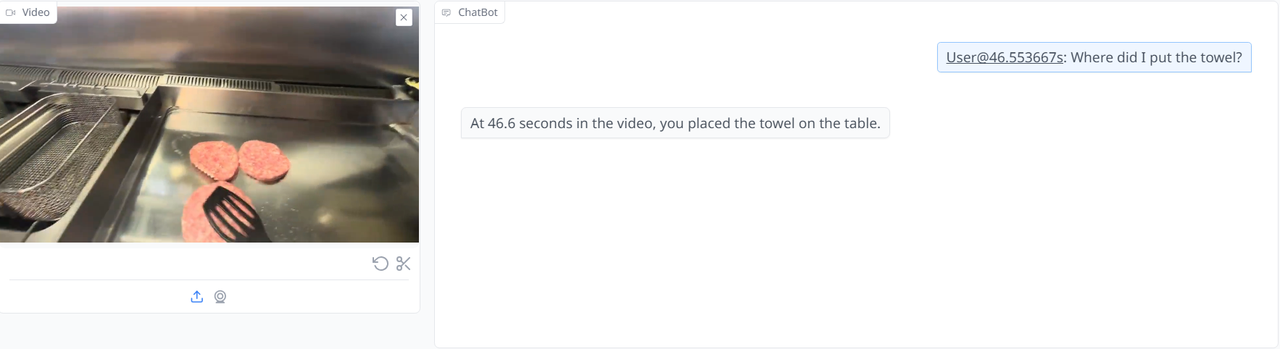 Video
ChatBot
User@46.553667s: Where did I put the towel?
At 46.6 seconds in the video, you placed the towel on the table.